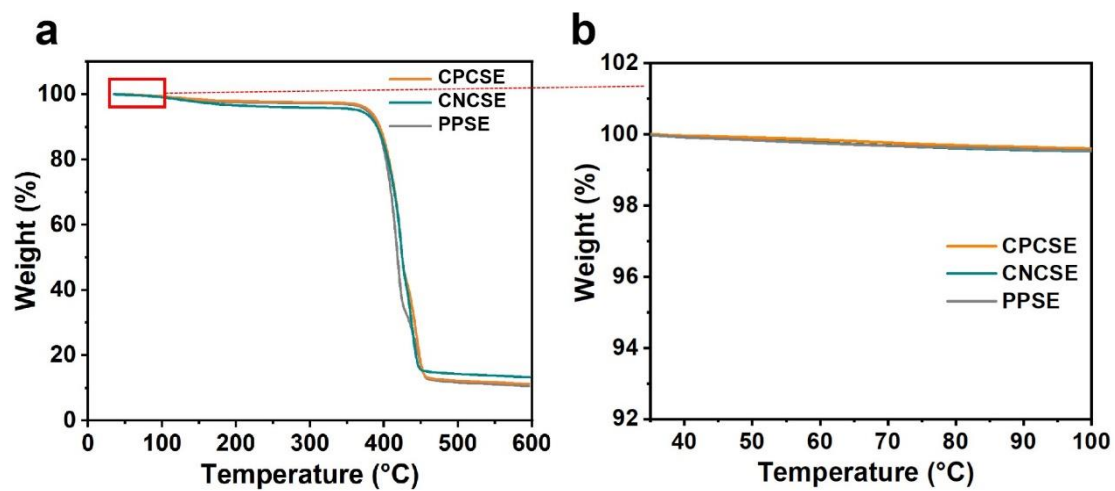 a
100
80
60
40
20
0
Weight (%)
0 100 200 300 400 500 600
Temperature (°C)
CPCSE
CNCSE
PPSE
b
102
100
98
96
94
92
Weight (%)
40 50 60 70 80 90 100
Temperature (°C)
CPCSE
CNCSE
PPSE